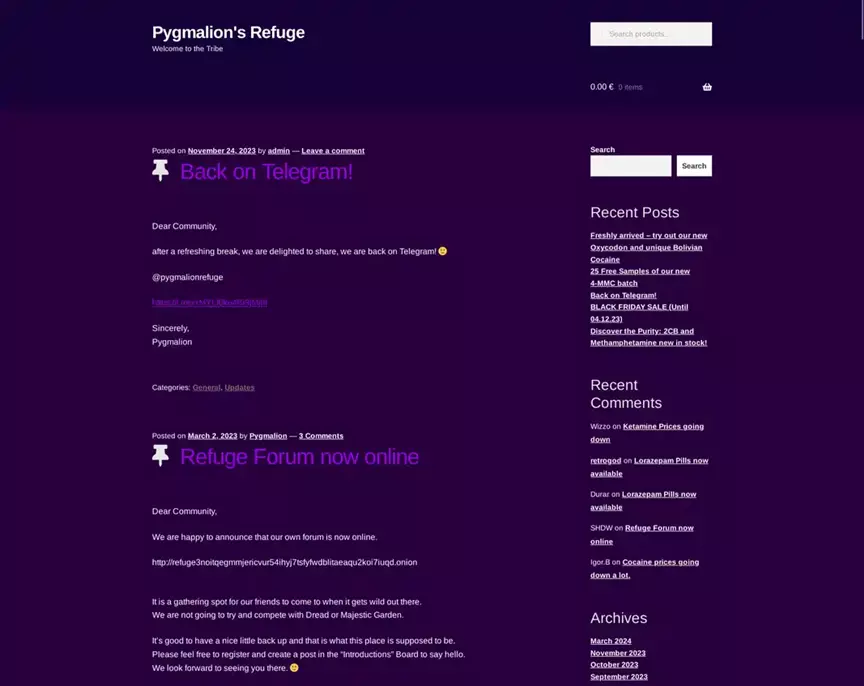 Pygmalion's Refuge
Welcome to the Tribe
Search products…
0.00 € 0 items
Posted on November 24, 2023 by admin — Leave a comment
Back on Telegram!
Dear Community,
after a refreshing break, we are delighted to share, we are back on Telegram! 🙂
@pygmalionrefuge
Sincerely,
Pygmalion
Categories: General, Updates
Posted on March 2, 2023 by Pygmalion — 3 Comments
Refuge Forum now online
Dear Community,
We are happy to announce that our own forum is now online.
http://refuge3noitqegmmjericvur54ihyj7tsfyfwdblitaeaqu2koi7iuqd.onion
It is a gathering spot for our friends to come to when it gets wild out there.
We are not going to try and compete with Dread or Majestic Garden.
It's good to have a nice little back up and that is what this place is supposed to be.
Please feel free to register and create a post in the "Introductions" Board to say hello.
We look forward to seeing you there. 🙂
Search
Search
Recent Posts
Freshly arrived – try out our new
Oxycodon and unique Bolivian
Cocaine
25 Free Samples of our new
4-MMC batch
Back on Telegram!
BLACK FRIDAY SALE (Until
04.12.23)
Discover the Purity: 2CB and
Methamphetamine new in stock!
Recent
Comments
Wizzo on Ketamine Prices going
down
retrogod on Lorazepam Pills now
available
Durar on Lorazepam Pills now
available
SHDW on Refuge Forum now
online
Igor.B on Cocaine prices going
down a lot.
Archives
March 2024
November 2023
October 2023
September 2023